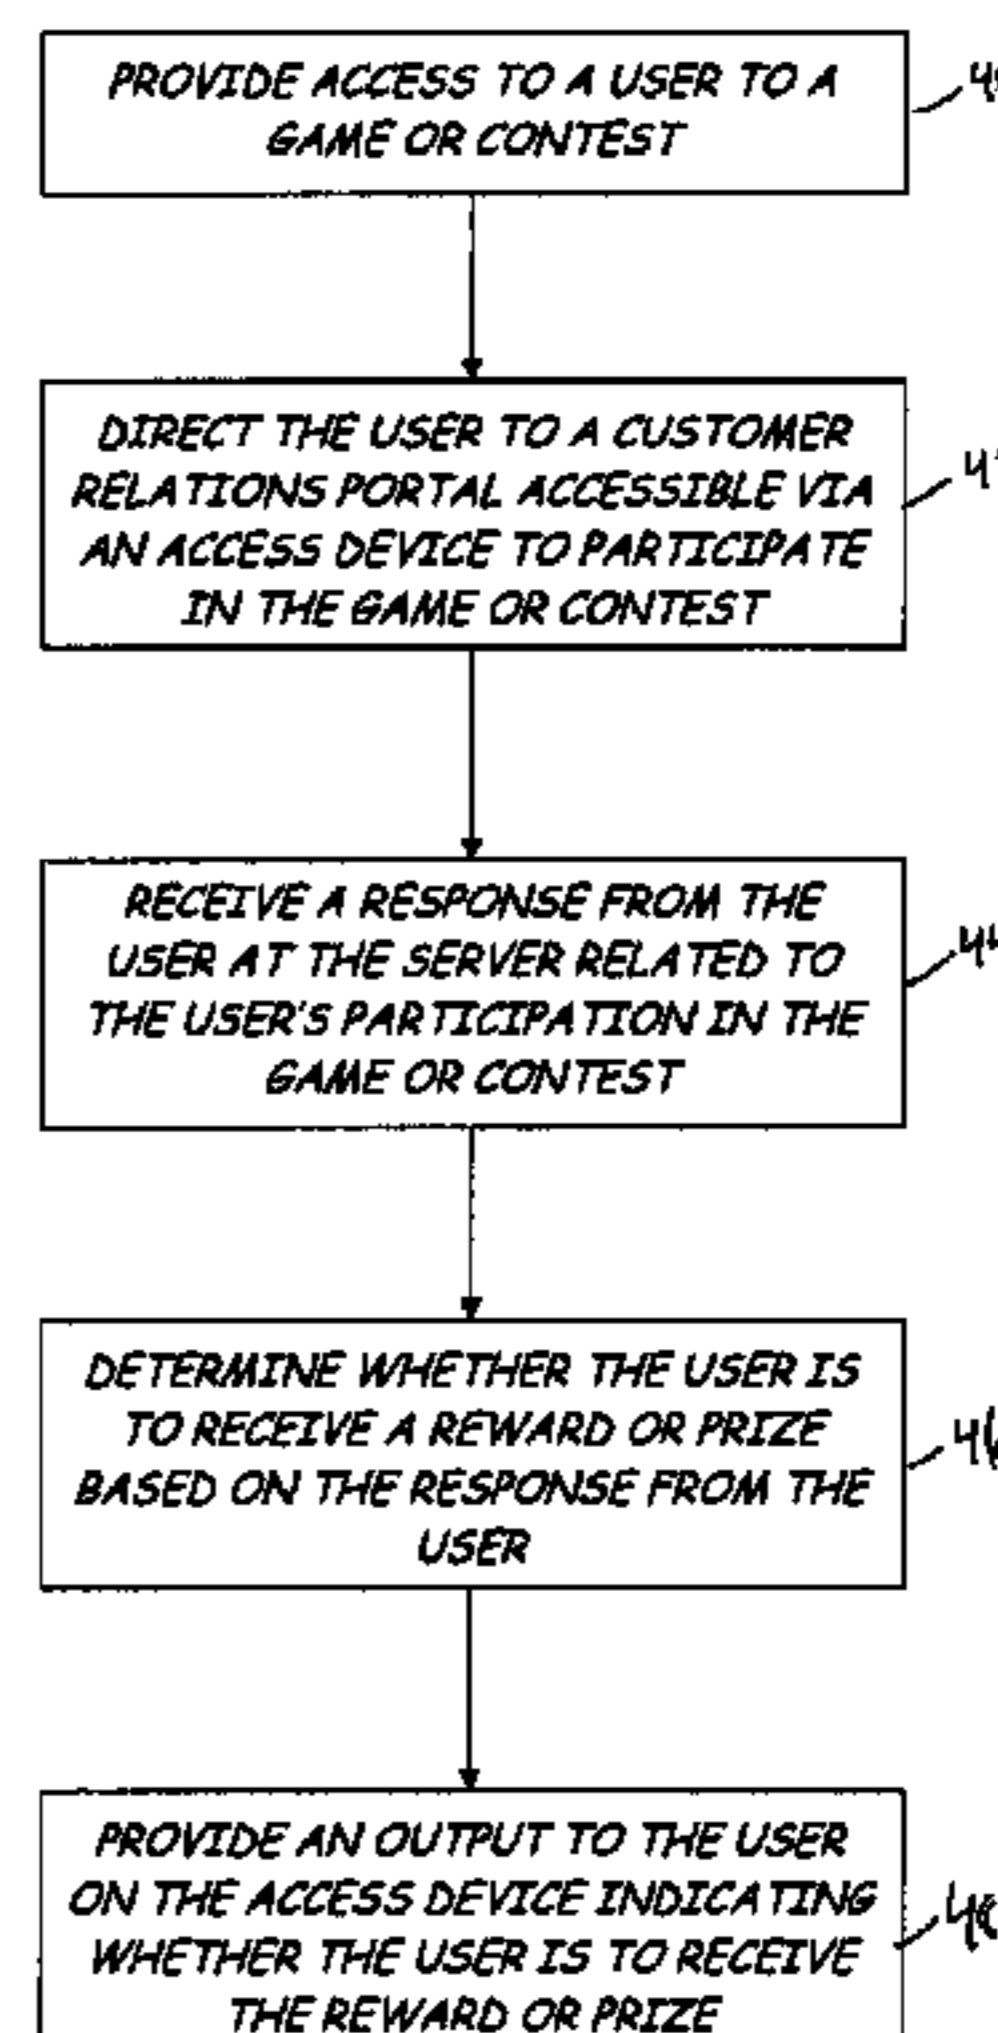 PROVIDE ACCESS TO A USER TO A
GAME OR CONTEST
DIRECT THE USER TO A CUSTOMER
RELATIONS PORTAL ACCESSIBLE VIA
AN ACCESS DEVICE TO PARTICIPATE
IN THE GAME OR CONTEST
RECEIVE A RESPONSE FROM THE
USER AT THE SERVER RELATED TO
THE USER'S PARTICIPATION IN THE
GAME OR CONTEST
DETERMINE WHETHER THE USER IS
TO RECEIVE A REWARD OR PRIZE
BASED ON THE RESPONSE FROM THE
USER
PROVIDE AN OUTPUT TO THE USER
ON THE ACCESS DEVICE INDICATING
WHETHER THE USER IS TO RECEIVE
THE REWARD OR PRIZE